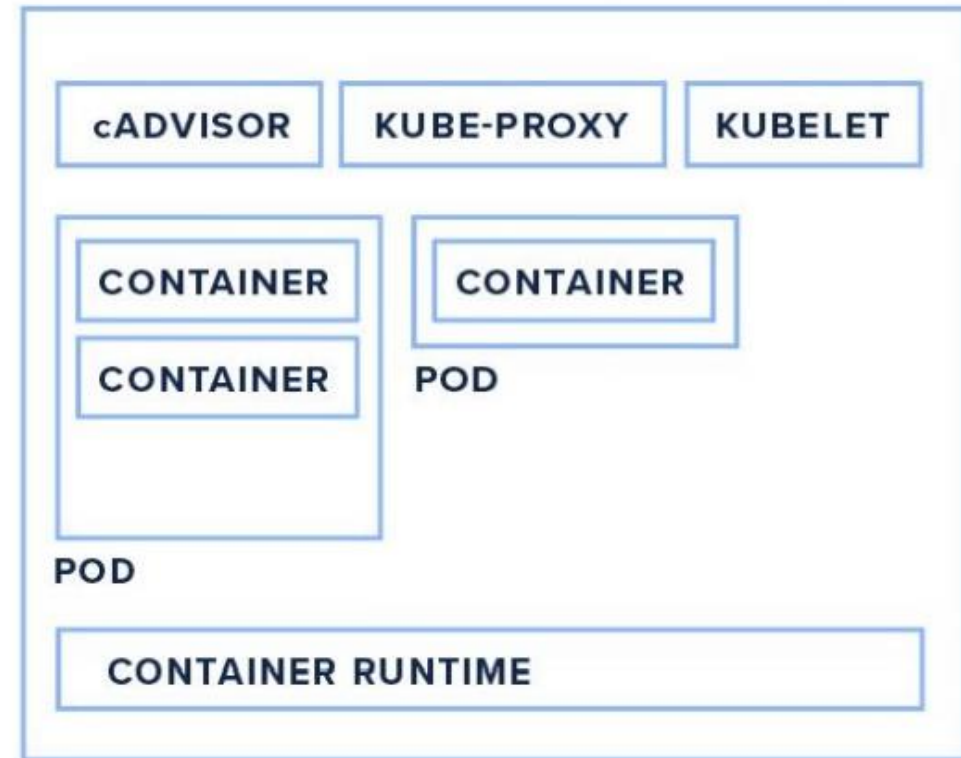 cADVISOR
KUBE-PROXY
KUBELET
CONTAINER
CONTAINER
POD
CONTAINER
POD
CONTAINER RUNTIME